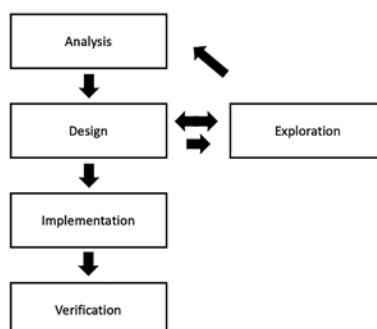 Analysis
Design
Exploration
Implementation
Verification